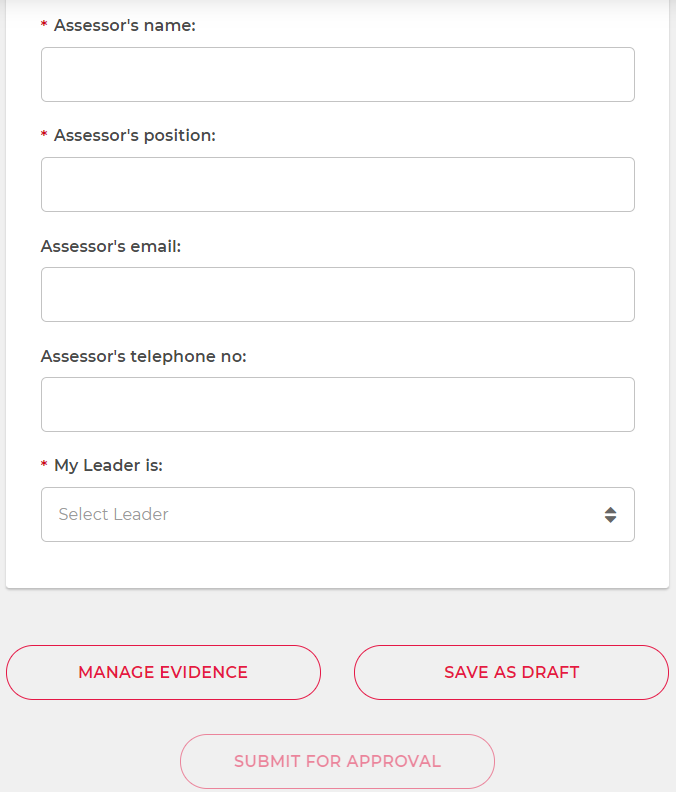 * Assessor's name:
* Assessor's position:
Assessor's email:
Assessor's telephone no:
* My Leader is:
Select Leader
MANAGE EVIDENCE
SAVE AS DRAFT
SUBMIT FOR APPROVAL